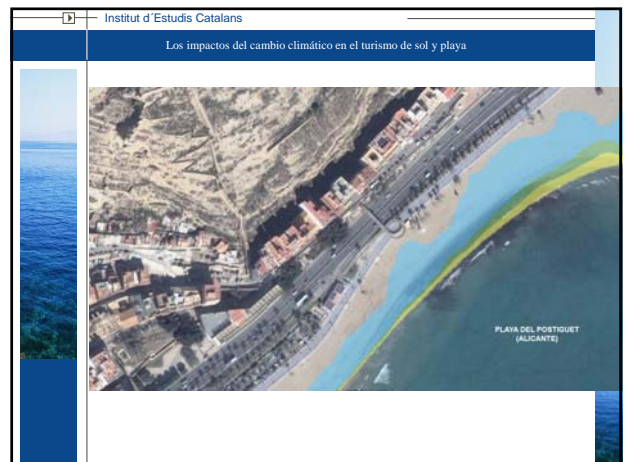 Institut d´Estudis Catalans
Los impactos del cambio climático en el turismo de sol y playa
PLAYA DEL POSTIGUET
(ALICANTE)